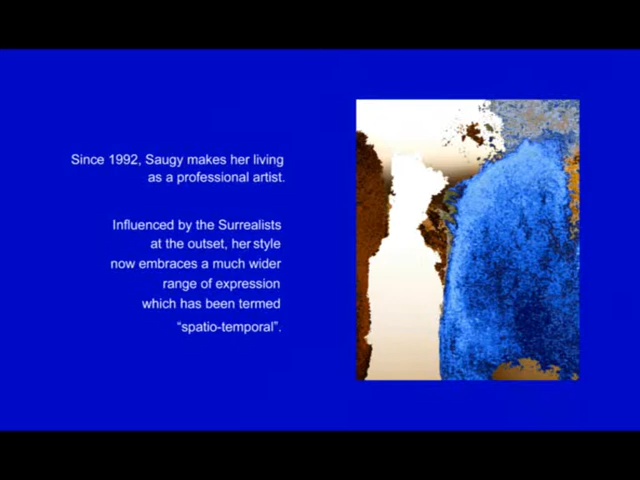 Since 1992, Saugy makes her living
as a professional artist.
Influenced by the Surrealists
at the outset, her style
now embraces a much wider
range of expression
which has been termed
“spatio-temporal”.